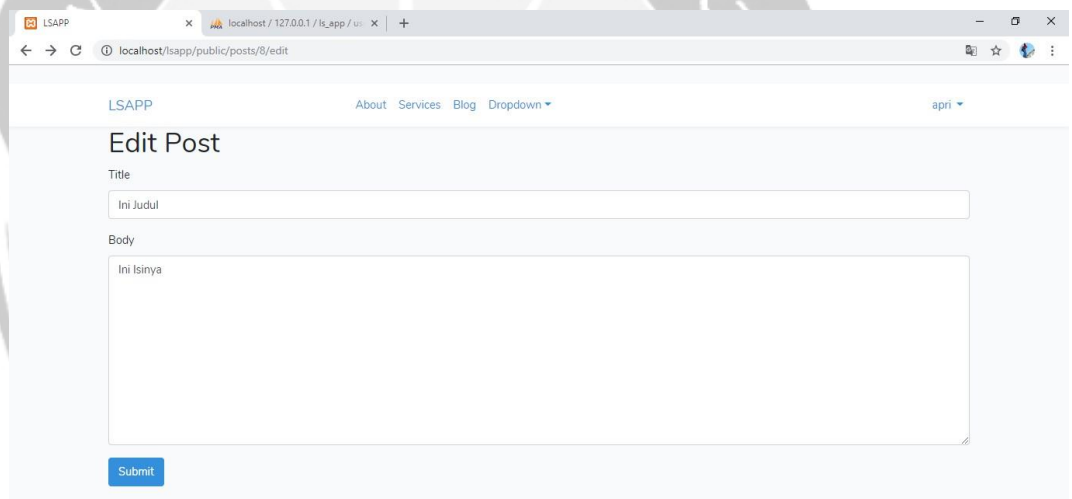 LSAPP
localhost / 127.0.0.1 / ls_app / us
localhost/lsapp/public/posts/8/edit
LSAPP About Services Blog Dropdown apri
Edit Post
Title
Ini Judul
Body
Ini Isinya
Submit